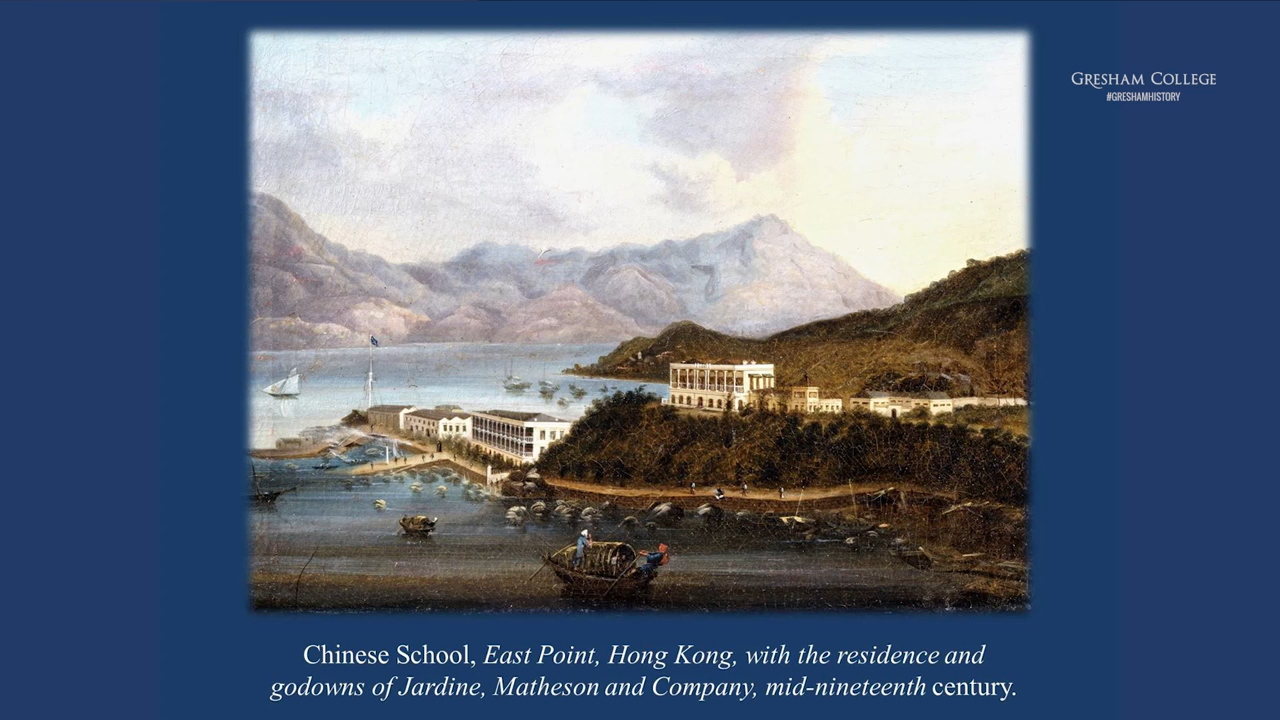 GRESHAM COLLEGE
#GRESHAMHISTORY
Chinese School, East Point, Hong Kong, with the residence and
godowns of Jardine, Matheson and Company, mid-nineteenth century.